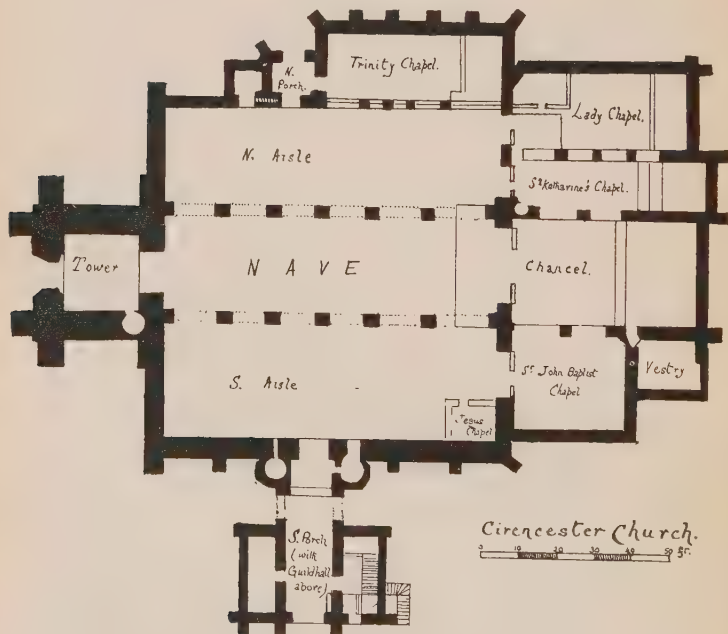 Trinity Chapel.
N.
Porch.
Lady Chapel.
N. Aisle
St Katharine's Chapel.
Tower
NAVE
Chancel.
S. Aisle
St John Baptist
Chapel
Vestry
Jesus
Chapel
S. Porch
(with
Guildhall
above)
Cirencester Church.
0 10 20 30 40 50 FT.